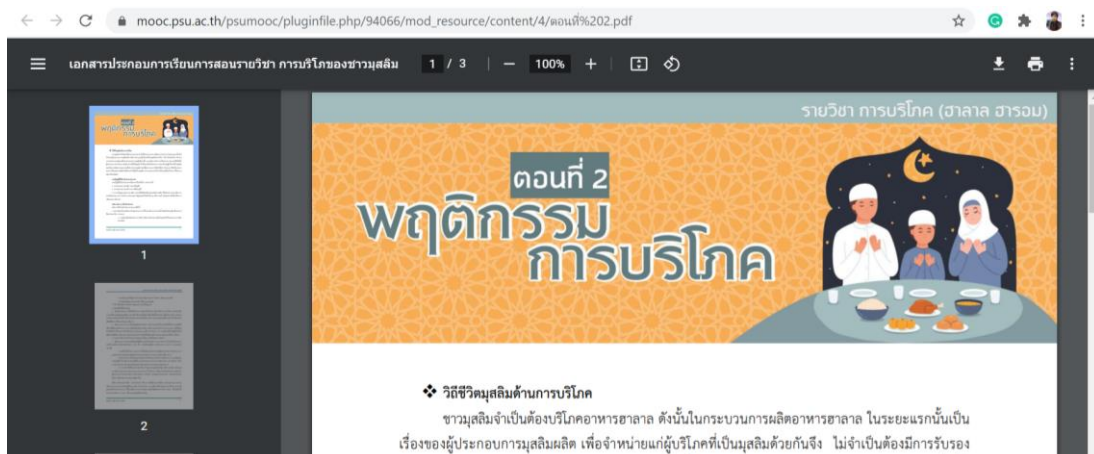 mooc.psu.ac.th/psumooc/pluginfile.php/94066/mod_resource/content/4/ตอนที่%202.pdf
เอกสารประกอบการเรียนการสอนรายวิชา การบริโภของชาวมุสลิม 1 / 3 100%
รายวิชา การบริโภค (ฮาลาล ฮารอม)
ตอนที่ 2
พฤติกรรม
การบริโภค
1
2
❖ วิถีชีวิตมุสลิมด้านการบริโภค
ชาวมุสลิมจำเป็นต้องบริโภคอาหารฮาลาล ดังนั้นในกระบวนการผลิตอาหารฮาลาล ในระยะแรกนั้นเป็น
เรื่องของผู้ประกอบการมุสลิมผลิต เพื่อจำหน่ายแก่ผู้บริโภคที่เป็นมุสลิมด้วยกันจึง ไม่จำเป็นต้องมีการรับรอง